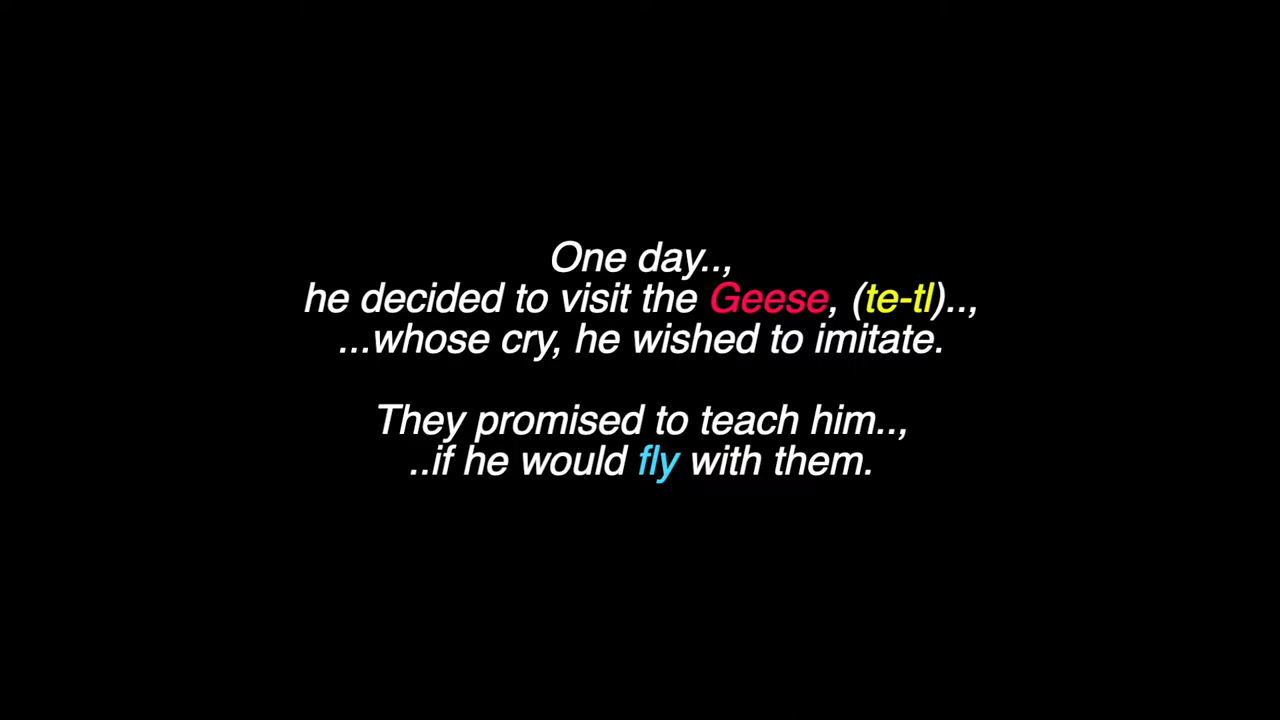 One day..,
he decided to visit the Geese, (te-tl)..,
...whose cry, he wished to imitate.
They promised to teach him..,
..if he would fly with them.